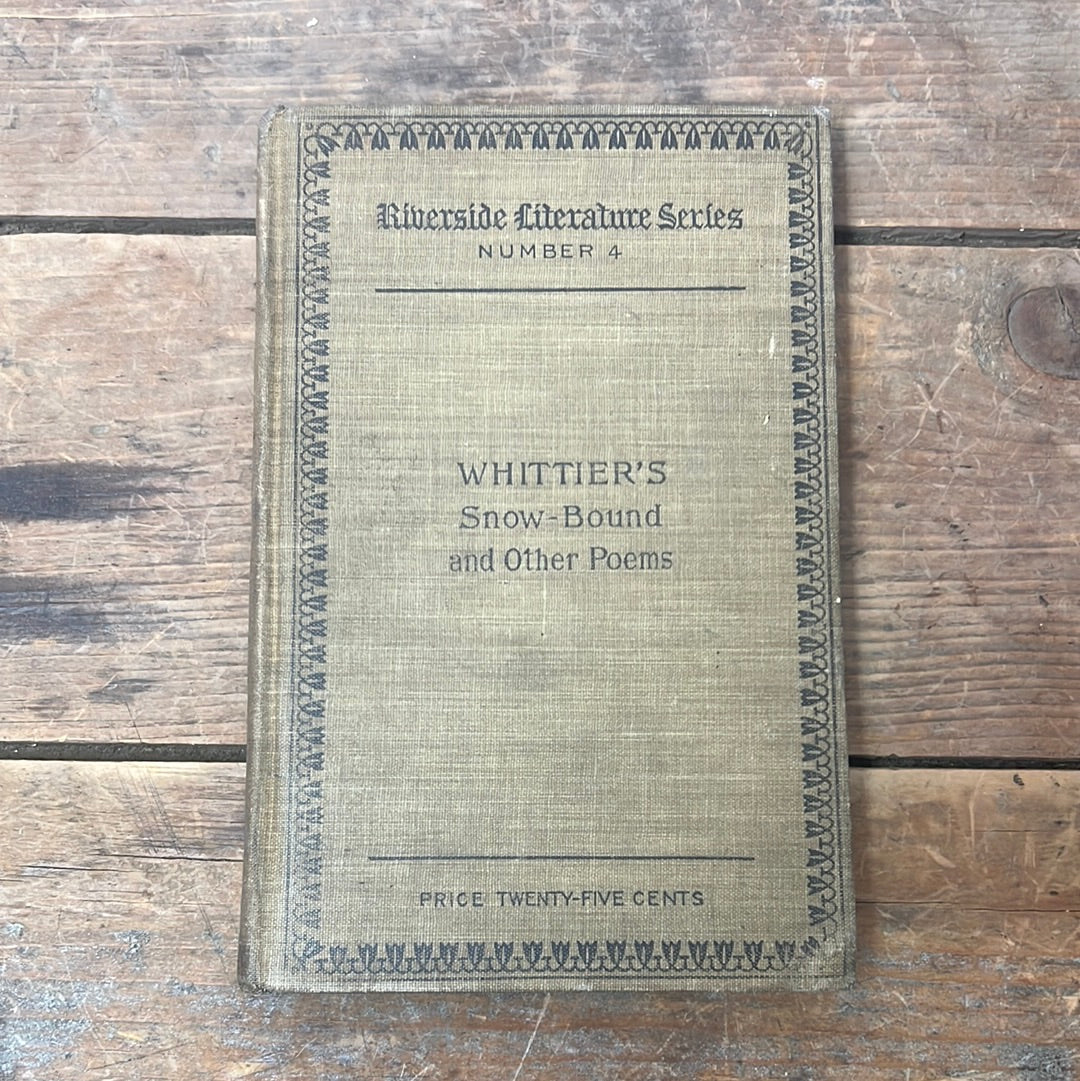 Riverside Literature Series
NUMBER 4
WHITTIER'S
Snow-Bound
and Other Poems
PRICE TWENTY-FIVE CENTS